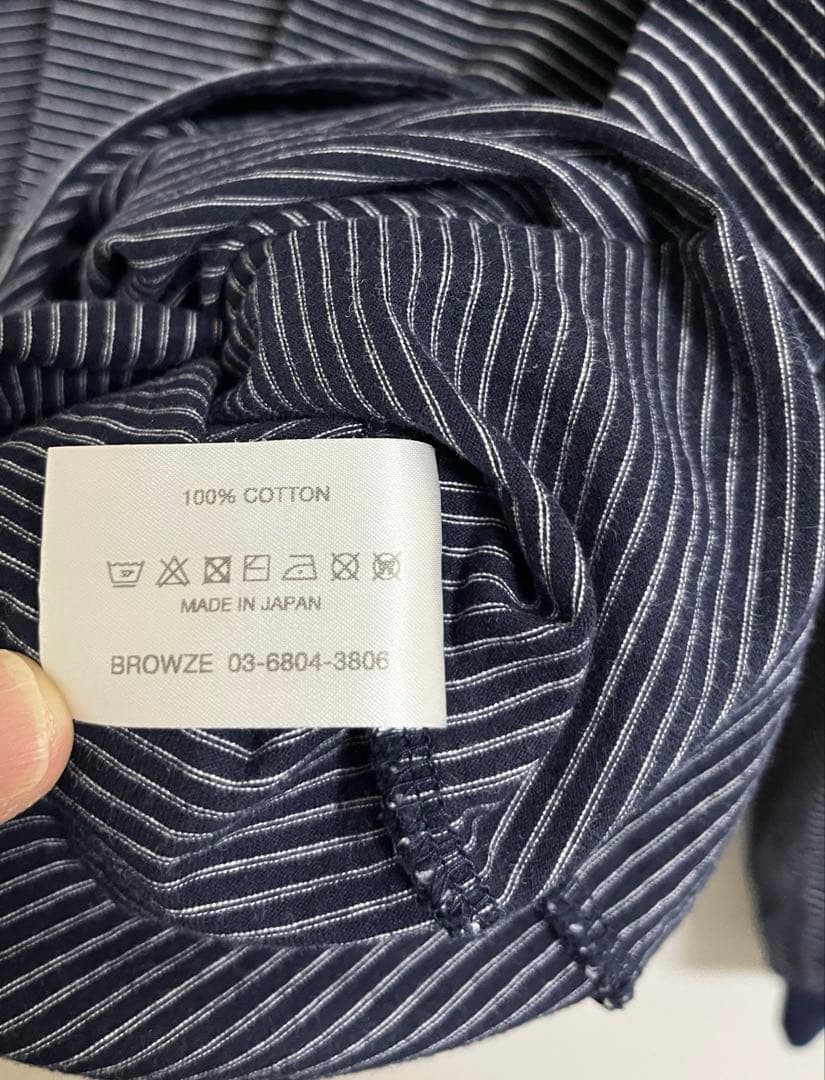 100% COTTON
MADE IN JAPAN
BROWZE 03-6804-3806